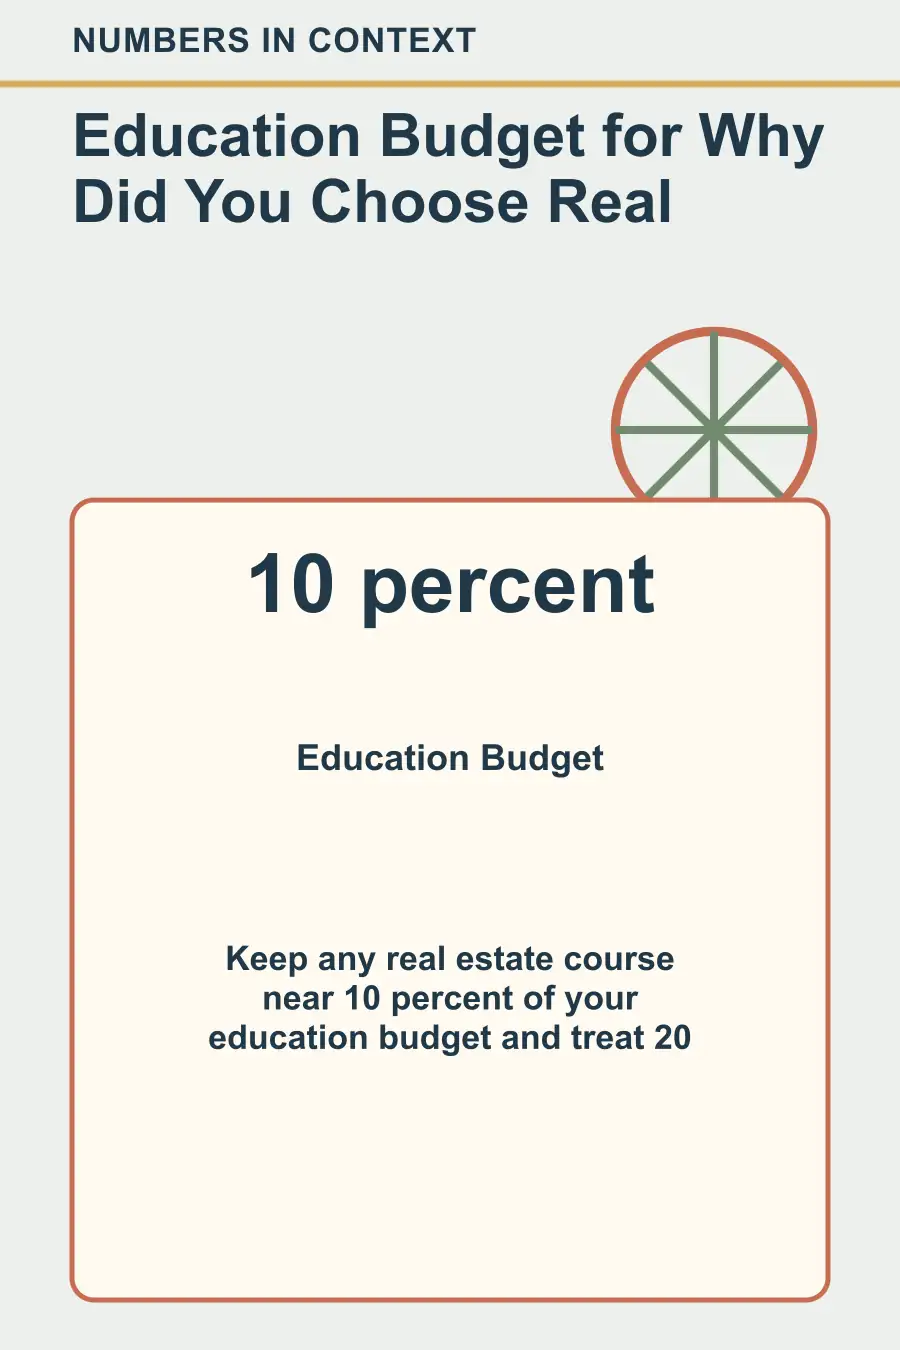 NUMBERS IN CONTEXT
Education Budget for Why
Did You Choose Real
10 percent
Education Budget
Keep any real estate course
near 10 percent of your
education budget and treat 20